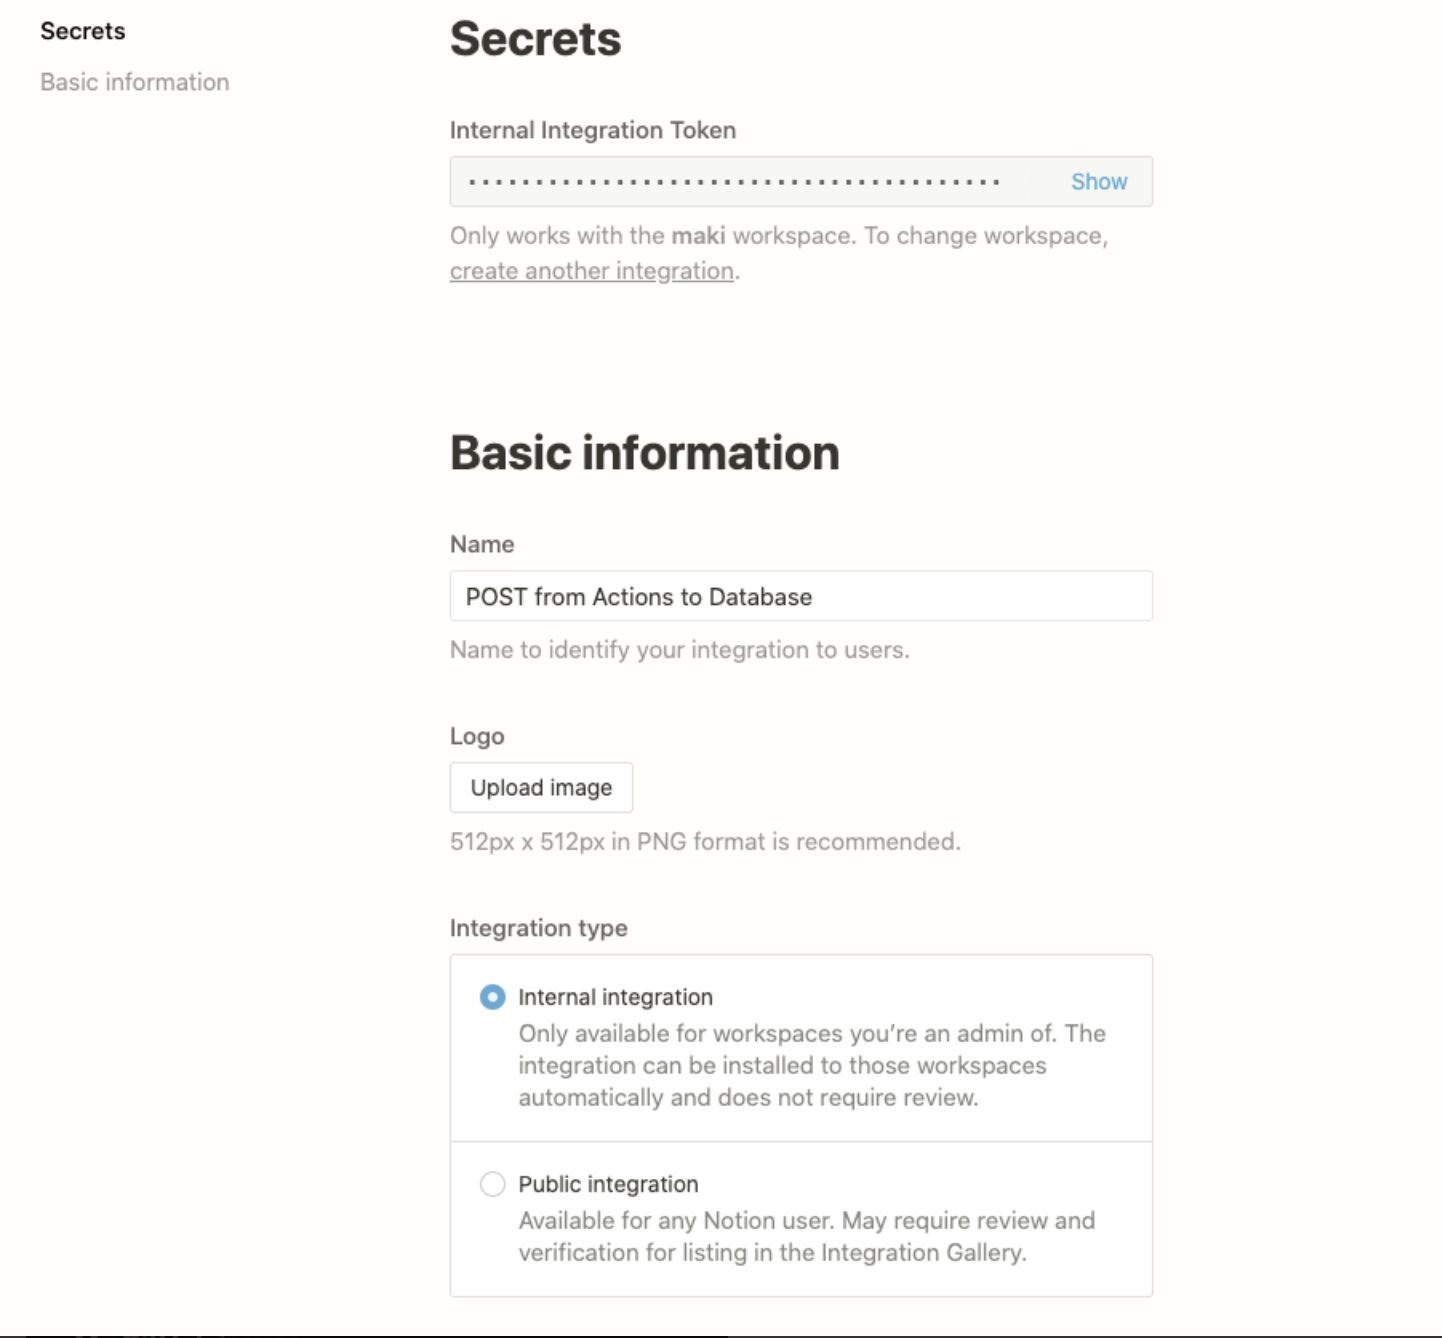 Secrets
Basic information
Secrets
Internal Integration Token
Show
Only works with the maki workspace. To change workspace,
create another integration.
Basic information
Name
POST from Actions to Database
Name to identify your integration to users.
Logo
Upload image
512px x 512px in PNG format is recommended.
Integration type
Internal integration
Only available for workspaces you’re an admin of. The
integration can be installed to those workspaces
automatically and does not require review.
Public integration
Available for any Notion user. May require review and
verification for listing in the Integration Gallery.